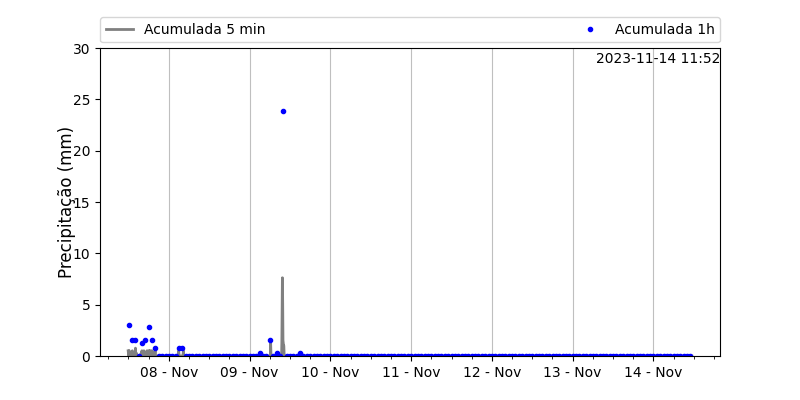 Acumulada 5 min
Acumulada 1h
2023-11-14 11:52
Precipitação (mm)
30
25
20
15
10
5
0
08 - Nov
09 - Nov
10 - Nov
11 - Nov
12 - Nov
13 - Nov
14 - Nov